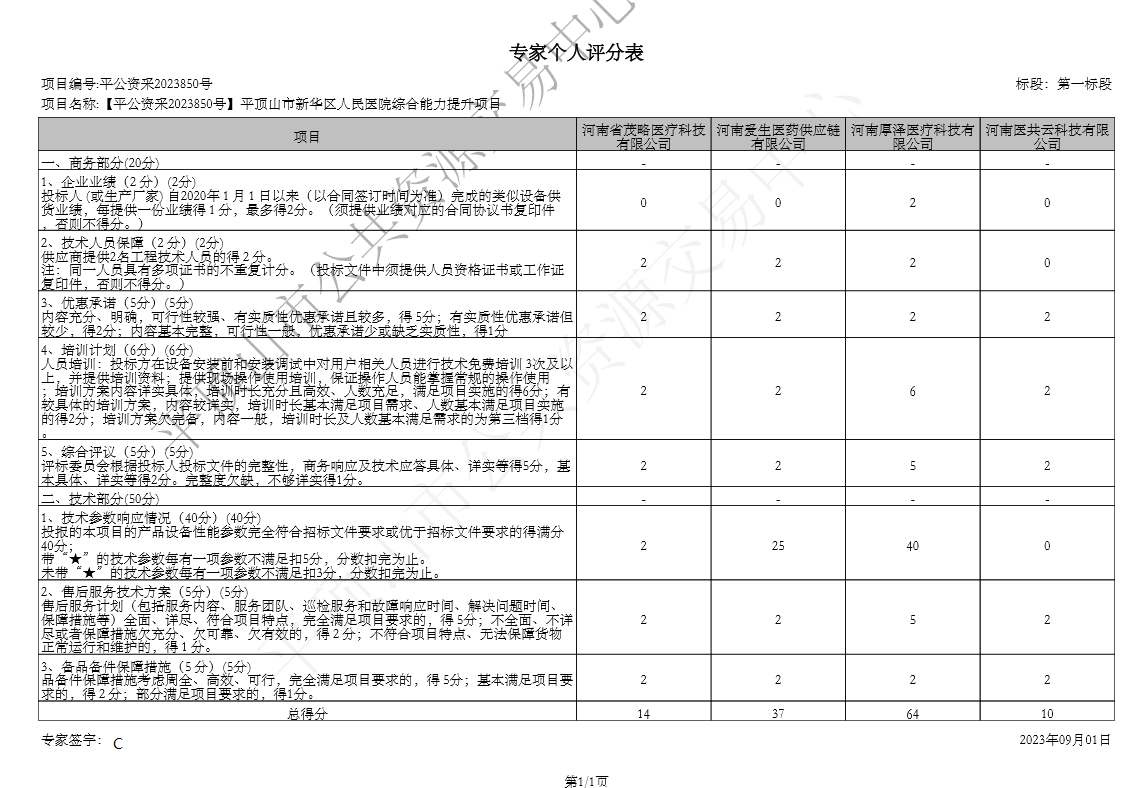 专家个人评分表
项目编号:平公资采2023850号
标段：第一标段
项目名称:【平公资采2023850号】平顶山市新华区人民医院综合能力提升项目
项目 河南省茂略医疗科技有限公司 河南爱生医药供应链有限公司 河南厚泽医疗科技有限公司 河南医共云科技有限公司
一、商务部分(20分) - - - -
1、企业业绩（2 分）(2分)
投标人 (或生产厂家) 自2020年 1 月 1 日以来（以合同签订时间为准）完成的类似设备供
货业绩，每提供一份业绩得 1 分，最多得2分。（须提供业绩对应的合同协议书复印件
，否则不得分。）
0 0 2 0
2、技术人员保障（2 分）(2分)
供应商提供2名工程技术人员的得 2 分。
注：同一人员具有多项证书的不重复计分。（投标文件中须提供人员资格证书或工作证
复印件，否则不得分。）
2 2 2 0
3、优惠承诺（5分）(5分)
内容充分、明确，可行性较强、有实质性优惠承诺且较多，得 5分；有实质性优惠承诺但
较少，得2分；内容基本完整，可行性一般，优惠承诺少或缺乏实质性，得1分
2 2 2 2
4、培训计划（6分）(6分)
人员培训：投标方在设备安装前和安装调试中对用户相关人员进行技术免费培训 3次及以
上，并提供培训资料；提供现场操作使用培训，保证操作人员能掌握常规的操作使用
；培训方案内容详实具体，培训时长充分且高效、人数充足，满足项目实施的得6分；有
较具体的培训方案，内容较详实，培训时长基本满足项目需求、人数基本满足项目实施
的得2分；培训方案欠完备，内容一般，培训时长及人数基本满足需求的为第三档得1分
。
2 2 6 2
5、综合评议（5分）(5分)
评标委员会根据投标人投标文件的完整性，商务响应及技术应答具体、详实等得5分，基
本具体、详实等得2分。完整度欠缺，不够详实得1分。
2 2 5 2
二、技术部分(50分) - - - -
1、技术参数响应情况（40分）(40分)
投报的本项目的产品设备性能参数完全符合招标文件要求或优于招标文件要求的得满分
40分；
带“★”的技术参数每有一项参数不满足扣5分，分数扣完为止。
未带“★”的技术参数每有一项参数不满足扣3分，分数扣完为止。
2 25 40 0
2、售后服务技术方案（5分）(5分)
售后服务计划（包括服务内容、服务团队、巡检服务和故障响应时间、解决问题时间、
保障措施等）全面、详尽、符合项目特点，完全满足项目要求的，得 5分；不全面、不详
尽或者保障措施欠充分、欠可靠、欠有效的，得 2 分；不符合项目特点、无法保障货物
正常运行和维护的，得 1 分。
2 2 5 2
3、备品备件保障措施（5 分）(5分)
品备件保障措施考虑周全、高效、可行，完全满足项目要求的，得 5分；基本满足项目要
求的，得 2 分；部分满足项目要求的，得1分。
2 2 2 2
总得分 14 37 64 10
专家签字： C
2023年09月01日
第1/1页
平顶山市公共资源交易中心
平顶山市公共资源交易中心